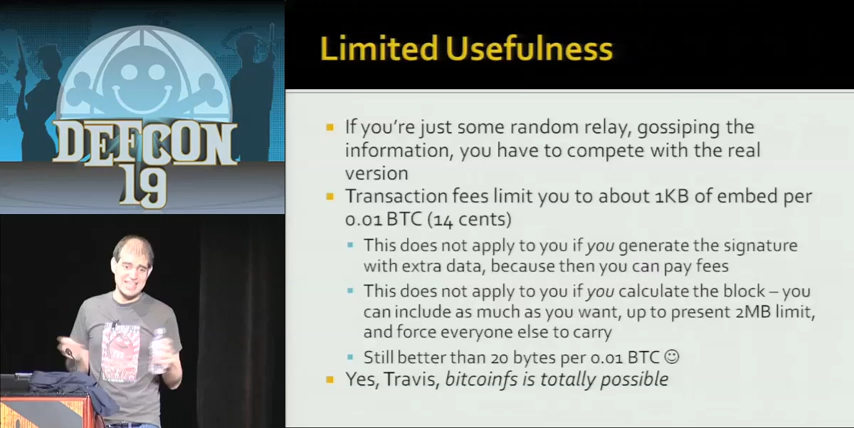 DEFCON
19
Limited Usefulness
If you're just some random relay, gossiping the
information, you have to compete with the real
version
Transaction fees limit you to about 1KB of embed per
0.01 BTC (14 cents)
This does not apply to you if you generate the signature
with extra data, because then you can pay fees
This does not apply to you if you calculate the block – you
can include as much as you want, up to present 2MB limit,
and force everyone else to carry
Still better than 20 bytes per 0.01 BTC ☺
Yes, Travis, bitcoinfs is totally possible